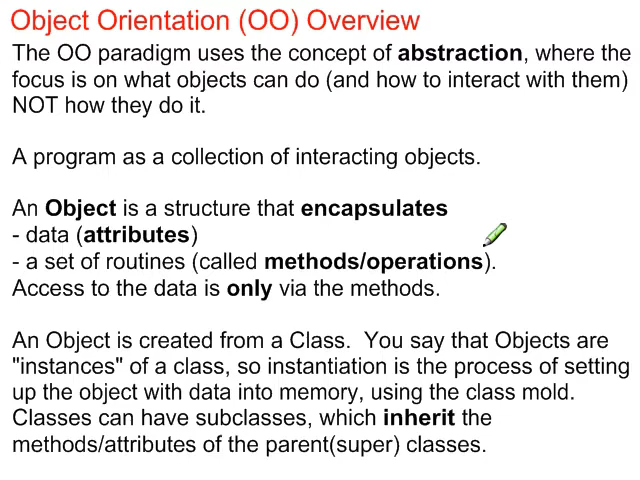 Object Orientation (OO) Overview
The OO paradigm uses the concept of abstraction, where the
focus is on what objects can do (and how to interact with them)
NOT how they do it.
A program as a collection of interacting objects.
An Object is a structure that encapsulates
- data (attributes)
- a set of routines (called methods/operations).
Access to the data is only via the methods.
An Object is created from a Class.  You say that Objects are
"instances" of a class, so instantiation is the process of setting
up the object with data into memory, using the class mold.
Classes can have subclasses, which inherit the
methods/attributes of the parent(super) classes.